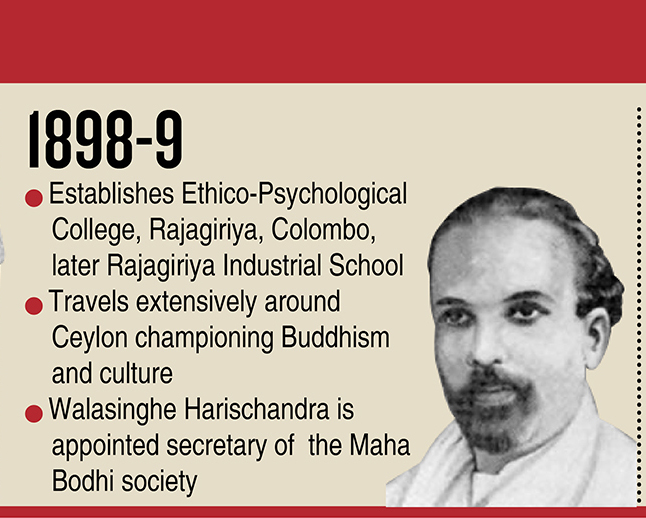 1898-9
Establishes Ethico-Psychological
College, Rajagiriya, Colombo,
later Rajagiriya Industrial School
Travels extensively around
Ceylon championing Buddhism
and culture
Walasinghe Harischandra is
appointed secretary of the Maha
Bodhi society